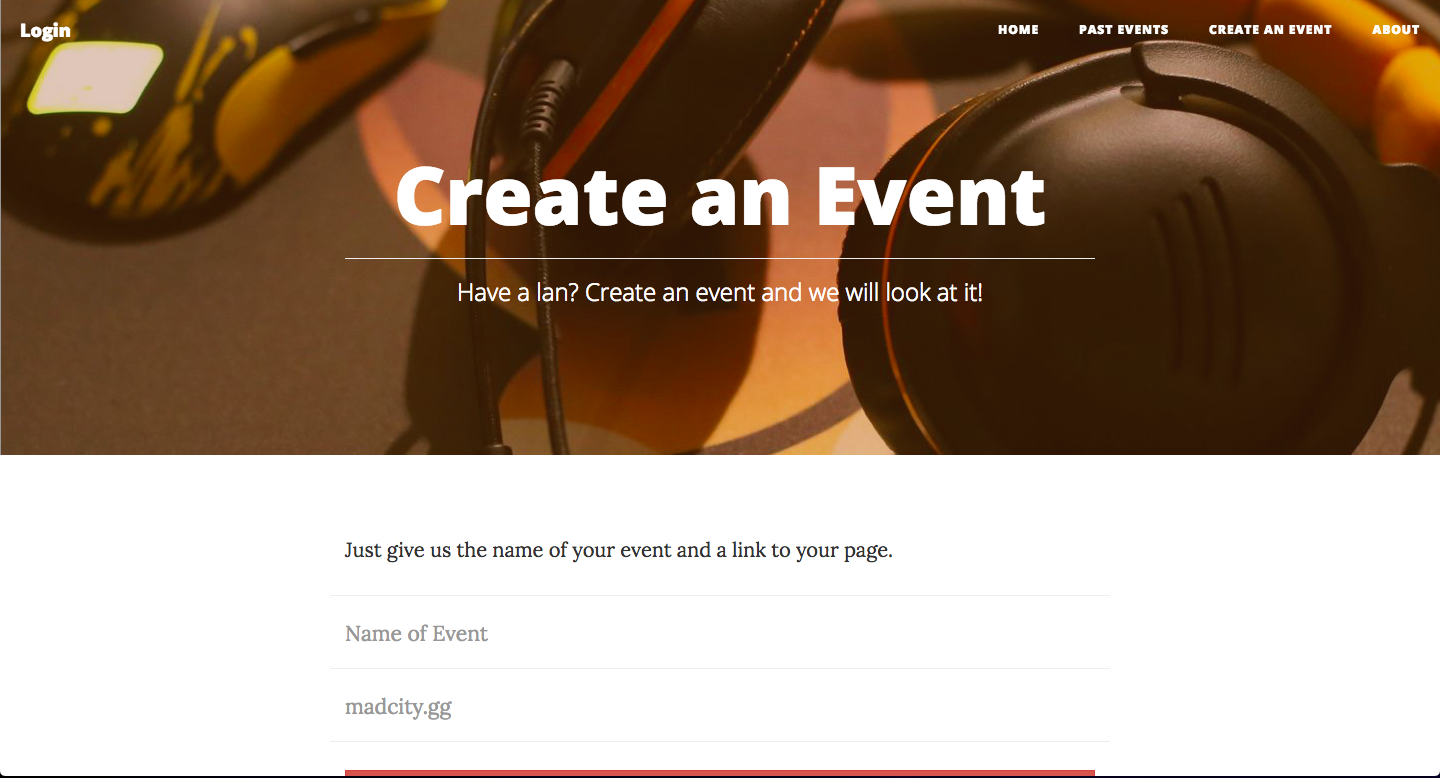 Login
HOME PAST EVENTS CREATE AN EVENT ABOUT
Create an Event
Have a lan? Create an event and we will look at it!
Just give us the name of your event and a link to your page.
Name of Event
madcity.gg